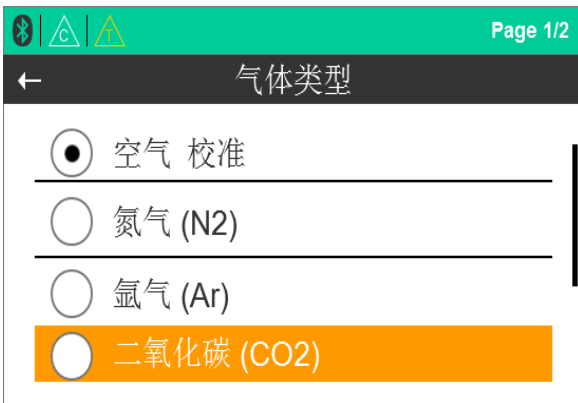 C T Page 1/2
← 气体类型
空气 校准
氮气 (N2)
氩气 (Ar)
二氧化碳 (CO2)